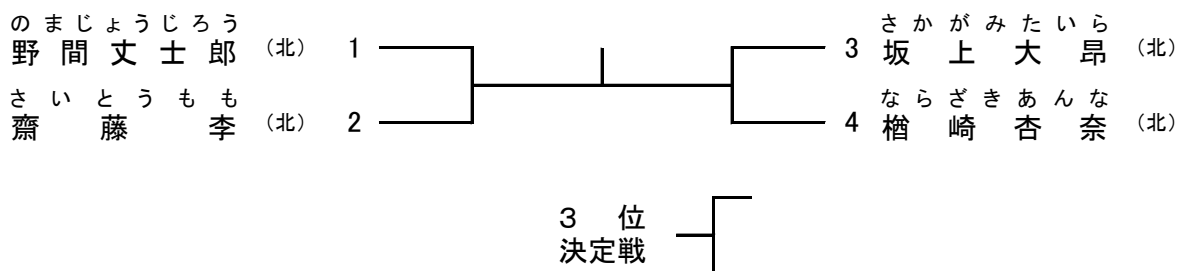 のまじょうじろう
野間丈士郎 （北） 1
さいとうもも
齋藤李 （北） 2
さかがみたいら
3 坂上大昂 （北）
ならざきあんな
4 楢崎杏奈 （北）
３位
決定戦